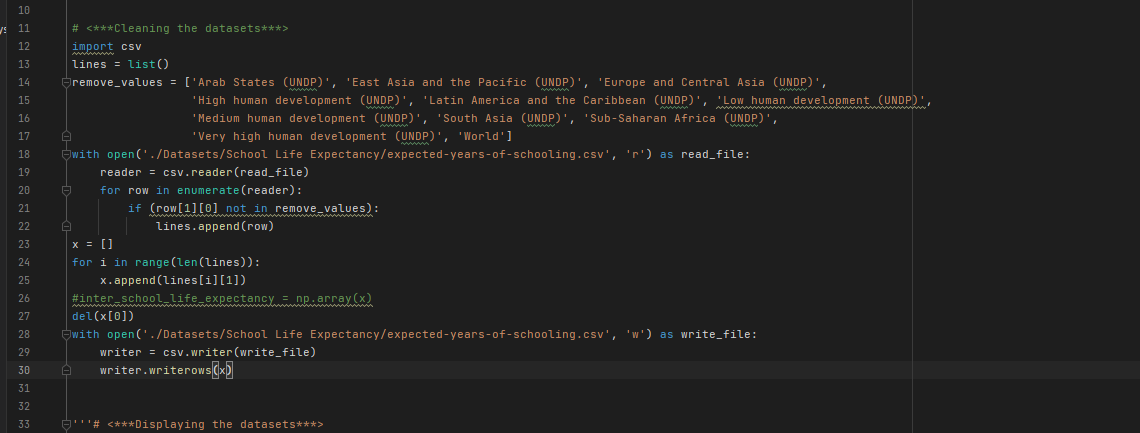 10
11 # <***Cleaning the datasets***>
12 import csv
13 lines = list()
14 remove_values = ['Arab States (UNDP)', 'East Asia and the Pacific (UNDP)', 'Europe and Central Asia (UNDP)',
15 'High human development (UNDP)', 'Latin America and the Caribbean (UNDP)', 'Low human development (UNDP)',
16 'Medium human development (UNDP)', 'South Asia (UNDP)', 'Sub-Saharan Africa (UNDP)',
17 'Very high human development (UNDP)', 'World']
18 with open('./Datasets/School Life Expectancy/expected-years-of-schooling.csv', 'r') as read_file:
19 reader = csv.reader(read_file)
20 for row in enumerate(reader):
21 if (row[1][0] not in remove_values):
22 lines.append(row)
23 x = []
24 for i in range(len(lines)):
25 x.append(lines[i][1])
26 #inter_school_life_expectancy = np.array(x)
27 del(x[0])
28 with open('./Datasets/School Life Expectancy/expected-years-of-schooling.csv', 'w') as write_file:
29 writer = csv.writer(write_file)
30 writer.writerows(x)
31
32
33 '''# <***Displaying the datasets***>